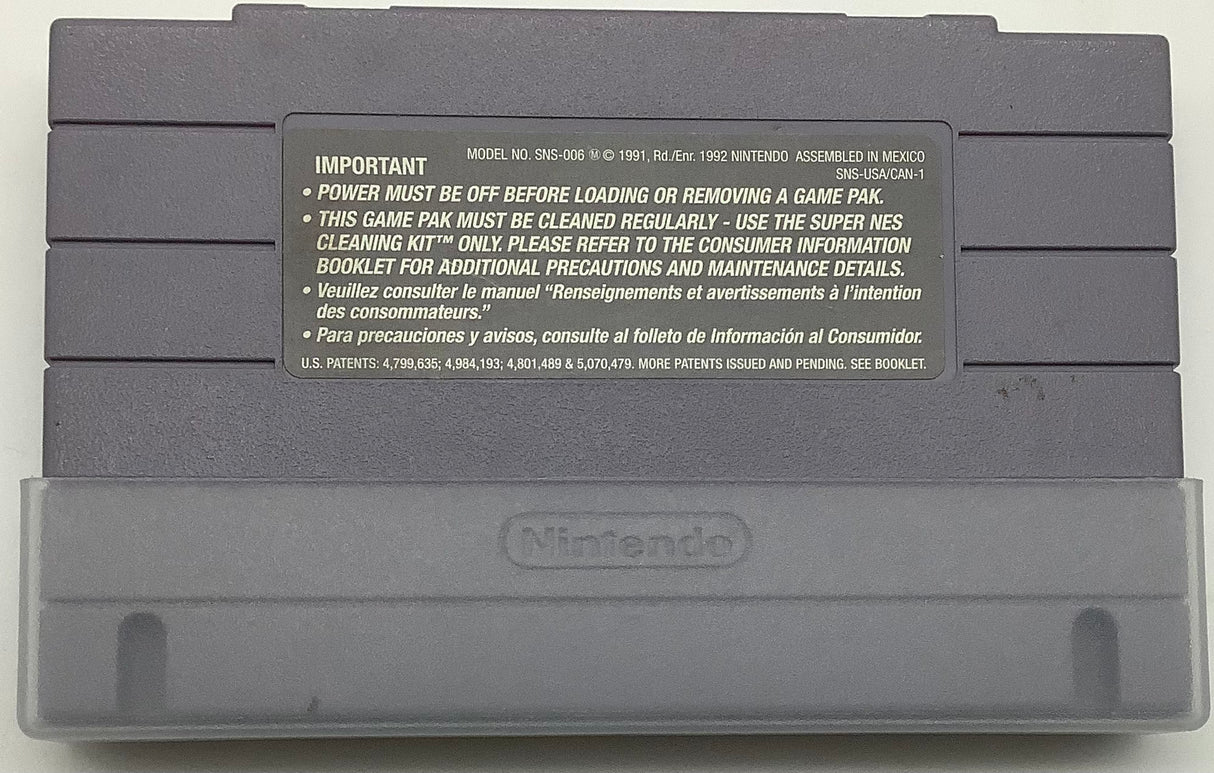 IMPORTANT
MODEL NO. SNS-006 Ⓜ © 1991, Rd./Enr. 1992 NINTENDO ASSEMBLED IN MEXICO
SNS-USA/CAN-1
• POWER MUST BE OFF BEFORE LOADING OR REMOVING A GAME PAK.
• THIS GAME PAK MUST BE CLEANED REGULARLY - USE THE SUPER NES
CLEANING KIT™ ONLY. PLEASE REFER TO THE CONSUMER INFORMATION
BOOKLET FOR ADDITIONAL PRECAUTIONS AND MAINTENANCE DETAILS.
• Veuillez consulter le manuel “Renseignements et avertissements à l’intention
des consommateurs.”
• Para precauciones y avisos, consulte al folleto de Información al Consumidor.
U.S. PATENTS: 4,799,635; 4,984,193; 4,801,489 & 5,070,479. MORE PATENTS ISSUED AND PENDING. SEE BOOKLET.
Nintendo